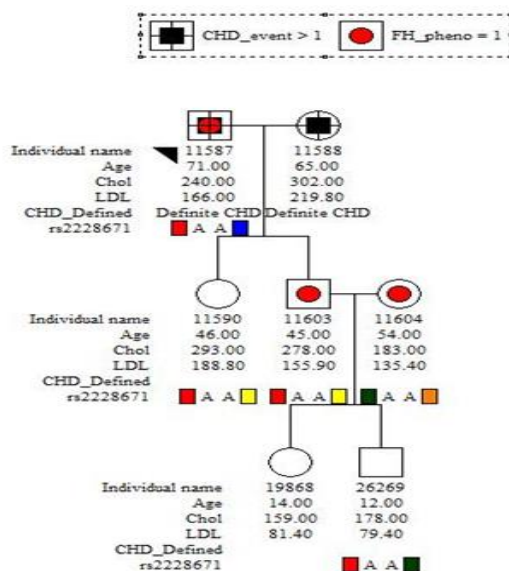 CHD_event > 1 FH_pheno = 1
Individual name 11587 11588
Age 71.00 65.00
Chol 240.00 302.00
LDL 166.00 219.80
CHD_Defined Definite CHD Definite CHD
rs2228671 A A
Individual name 11590 11603 11604
Age 46.00 45.00 54.00
Chol 293.00 278.00 183.00
LDL 188.80 155.90 135.40
CHD_Defined
rs2228671 A A A A A A
Individual name 19868 26269
Age 14.00 12.00
Chol 159.00 178.00
LDL 81.40 79.40
CHD_Defined
rs2228671 A A